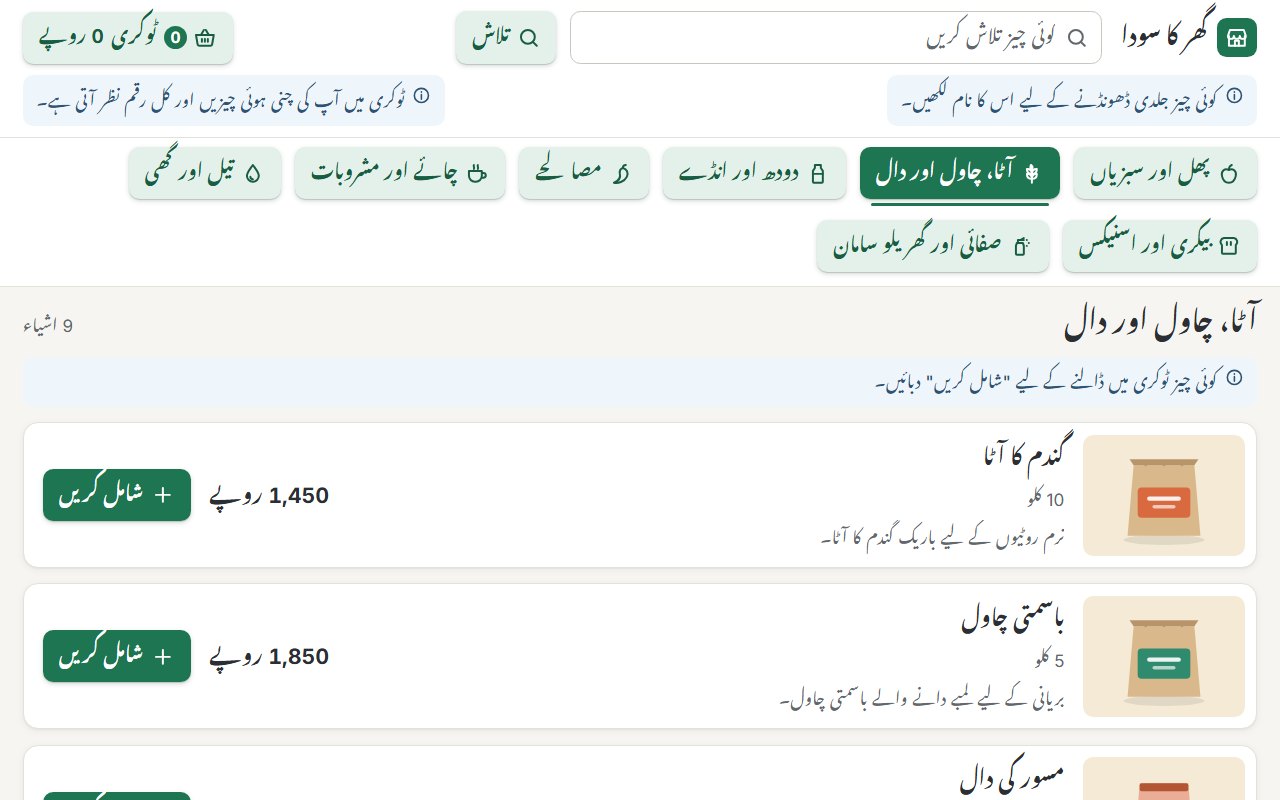 گھر کا سودا
کوئی چیز تلاش کریں
تلاش
0 ٹوکری 0 روپے
کوئی چیز جلدی ڈھونڈنے کے لیے اس کا نام لکھیں۔
ٹوکری میں آپ کی چنی ہوئی چیزیں اور کل رقم نظر آتی ہے۔
پھل اور سبزیاں
آٹا، چاول اور دال
دودھ اور انڈے
مصالحے
چائے اور مشروبات
تیل اور گھی
بیکری اور اسنیکس
صفائی اور گھریلو سامان
آٹا، چاول اور دال
9 اشیاء
کوئی چیز ٹوکری میں ڈالنے کے لیے "شامل کریں" دبائیں۔
گندم کا آٹا
10 کلو
نرم روٹیوں کے لیے باریک گندم کا آٹا۔
1,450 روپے
شامل کریں
باسمتی چاول
5 کلو
بریانی کے لیے لمبے دانے والے باسمتی چاول۔
1,850 روپے
شامل کریں
مسور کی دال